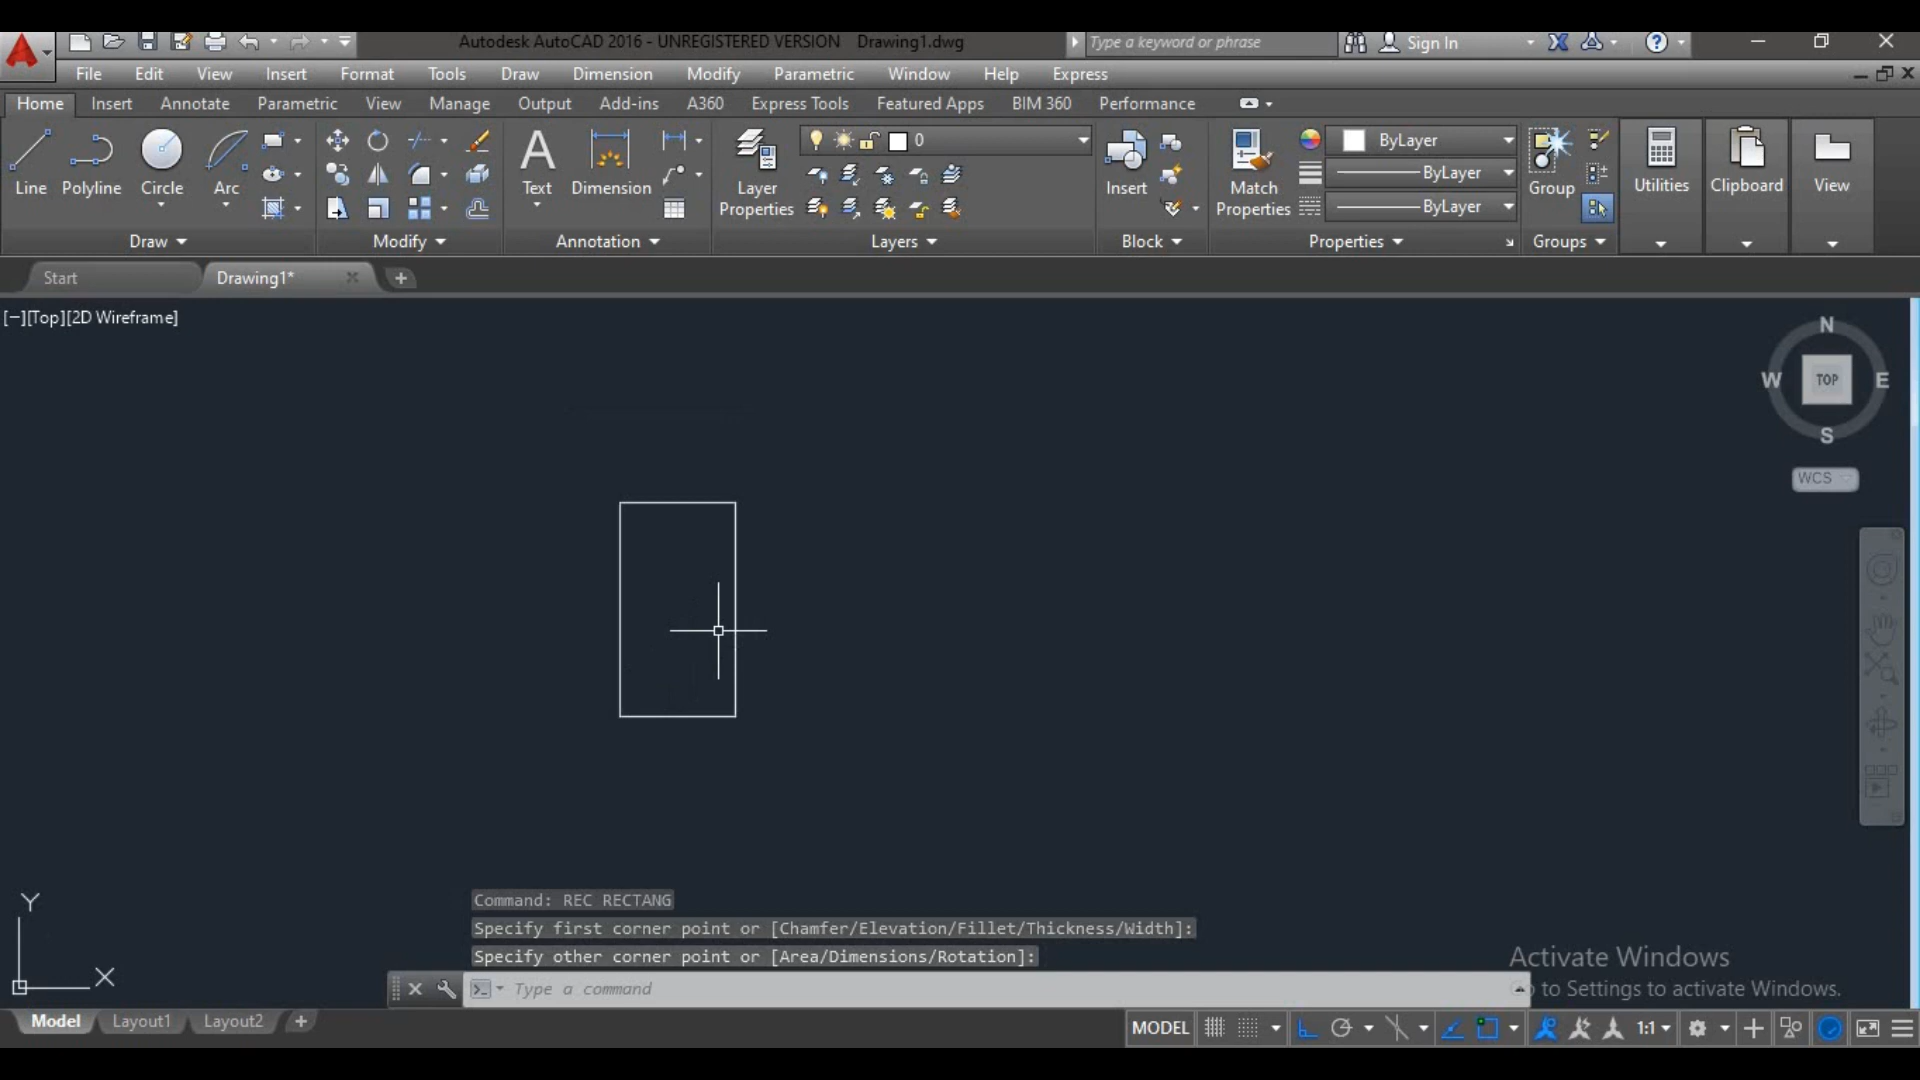 Autodesk AutoCAD 2016 - UNREGISTERED VERSION Drawing1.dwg
Type a keyword or phrase
Sign In
File Edit View Insert Format Tools Draw Dimension Modify Parametric Window Help Express
Home Insert Annotate Parametric View Manage Output Add-ins A360 Express Tools Featured Apps BIM 360 Performance
0
ByLayer
ByLayer
ByLayer
Line Polyline Circle Arc
Text Dimension
Layer Properties
Insert
Match Properties
Group
Utilities Clipboard View
Draw Modify Annotation Layers Block Properties Groups
Start Drawing1*
[−][Top][2D Wireframe]
N
W TOP E
S
WCS
Y
X
Command: REC RECTANG
Specify first corner point or [Chamfer/Elevation/Fillet/Thickness/Width]:
Specify other corner point or [Area/Dimensions/Rotation]:
Type a command
Activate Windows
to Settings to activate Windows.
Model Layout1 Layout2
MODEL 1:1